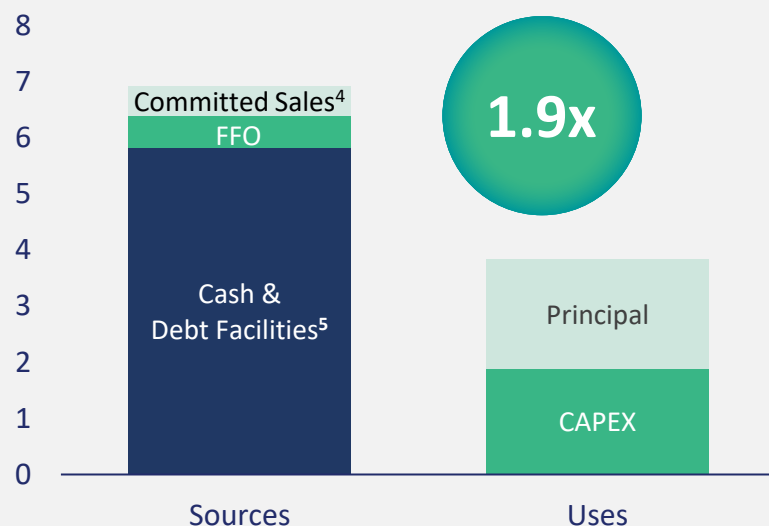 8
7
6
5
4
3
2
1
0
Committed Sales⁴
FFO
Cash &
Debt Facilities⁵
1.9x
Principal
CAPEX
Sources
Uses